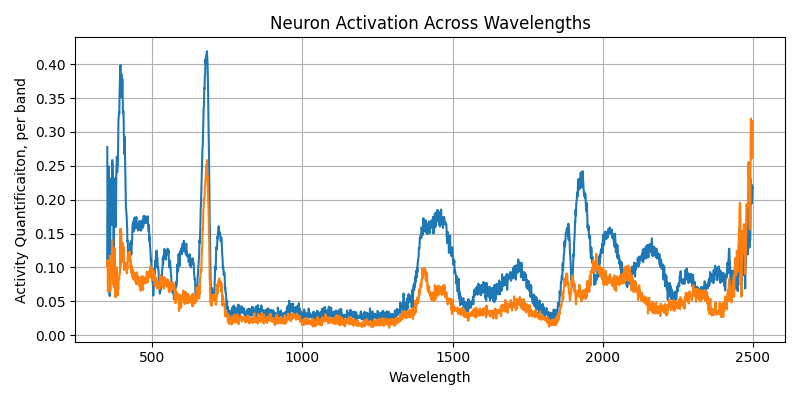 Neuron Activation Across Wavelengths
Activity Quantificaiton, per band
0.40
0.35
0.30
0.25
0.20
0.15
0.10
0.05
0.00
500 1000 1500 2000 2500
Wavelength